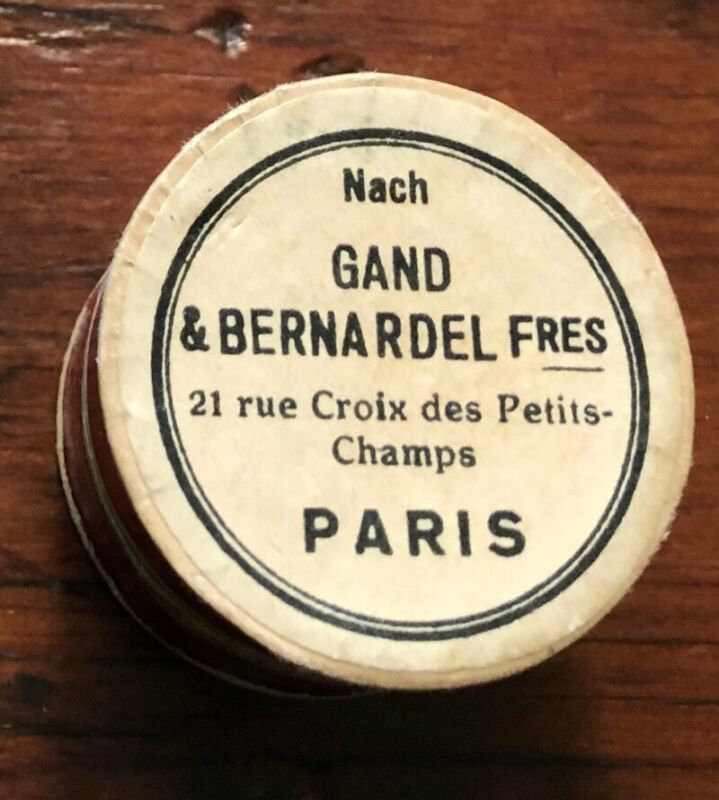 Nach
GAND
& BERNARDEL FRES
21 rue Croix des Petits-
Champs
PARIS